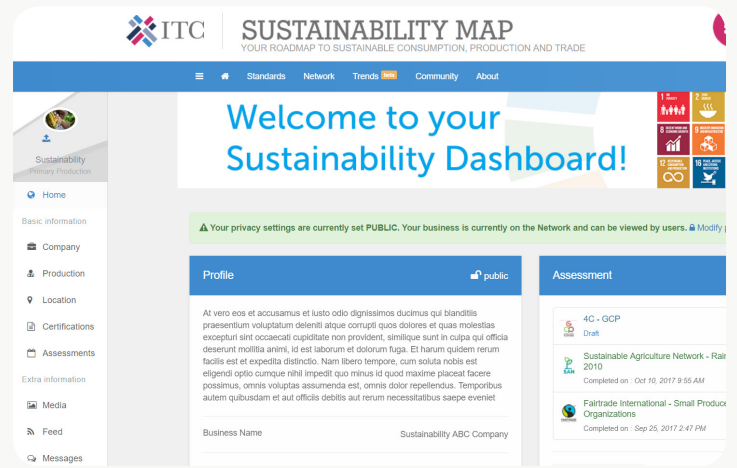 ITC
SUSTAINABILITY MAP
YOUR ROADMAP TO SUSTAINABLE CONSUMPTION, PRODUCTION AND TRADE
Standards Network Trends beta Community About
Sustainability
Primary Production
Home
Basic information
Company
Production
Location
Certifications
Assessments
Extra information
Media
Feed
Messages
Welcome to your
Sustainability Dashboard!
1
2
8
9
12
16
Your privacy settings are currently set PUBLIC. Your business is currently on the Network and can be viewed by users. Modify
Profile
public
At vero eos et accusamus et iusto odio dignissimos ducimus qui blanditiis
praesentium voluptatum deleniti atque corrupti quos dolores et quas molestias
excepturi sint occaecati cupiditate non provident, similique sunt in culpa qui officia
deserunt mollitia animi, id est laborum et dolorum fuga. Et harum quidem rerum
facilis est et expedita distinctio. Nam libero tempore, cum soluta nobis est
eligendi optio cumque nihil impedit quo minus id quod maxime placeat facere
possimus, omnis voluptas assumenda est, omnis dolor repellendus. Temporibus
autem quibusdam et aut officiis debitis aut rerum necessitatibus saepe eveniet
Business Name
Sustainability ABC Company
Assessment
4C - GCP
Draft
SAN
Sustainable Agriculture Network - Rai
2010
Completed on : Oct 10, 2017 9:55 AM
Fairtrade International - Small Produce
Organizations
Completed on : Sep 25, 2017 2:47 PM